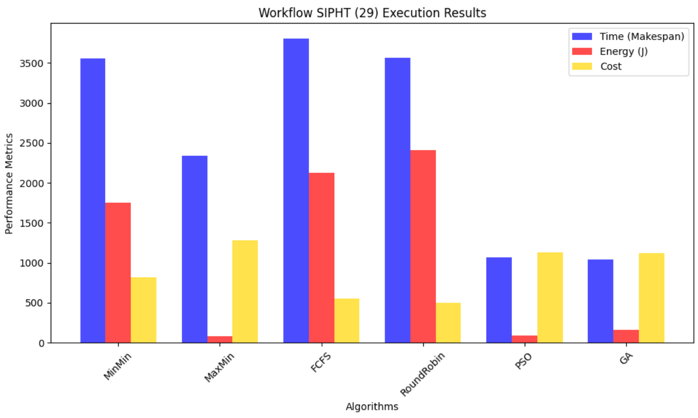 Workflow SIPHT (29) Execution Results
Time (Makespan)
Energy (J)
Cost
Performance Metrics
3500
3000
2500
2000
1500
1000
500
0
MinMin
MaxMin
FCFS
RoundRobin
PSO
GA
Algorithms